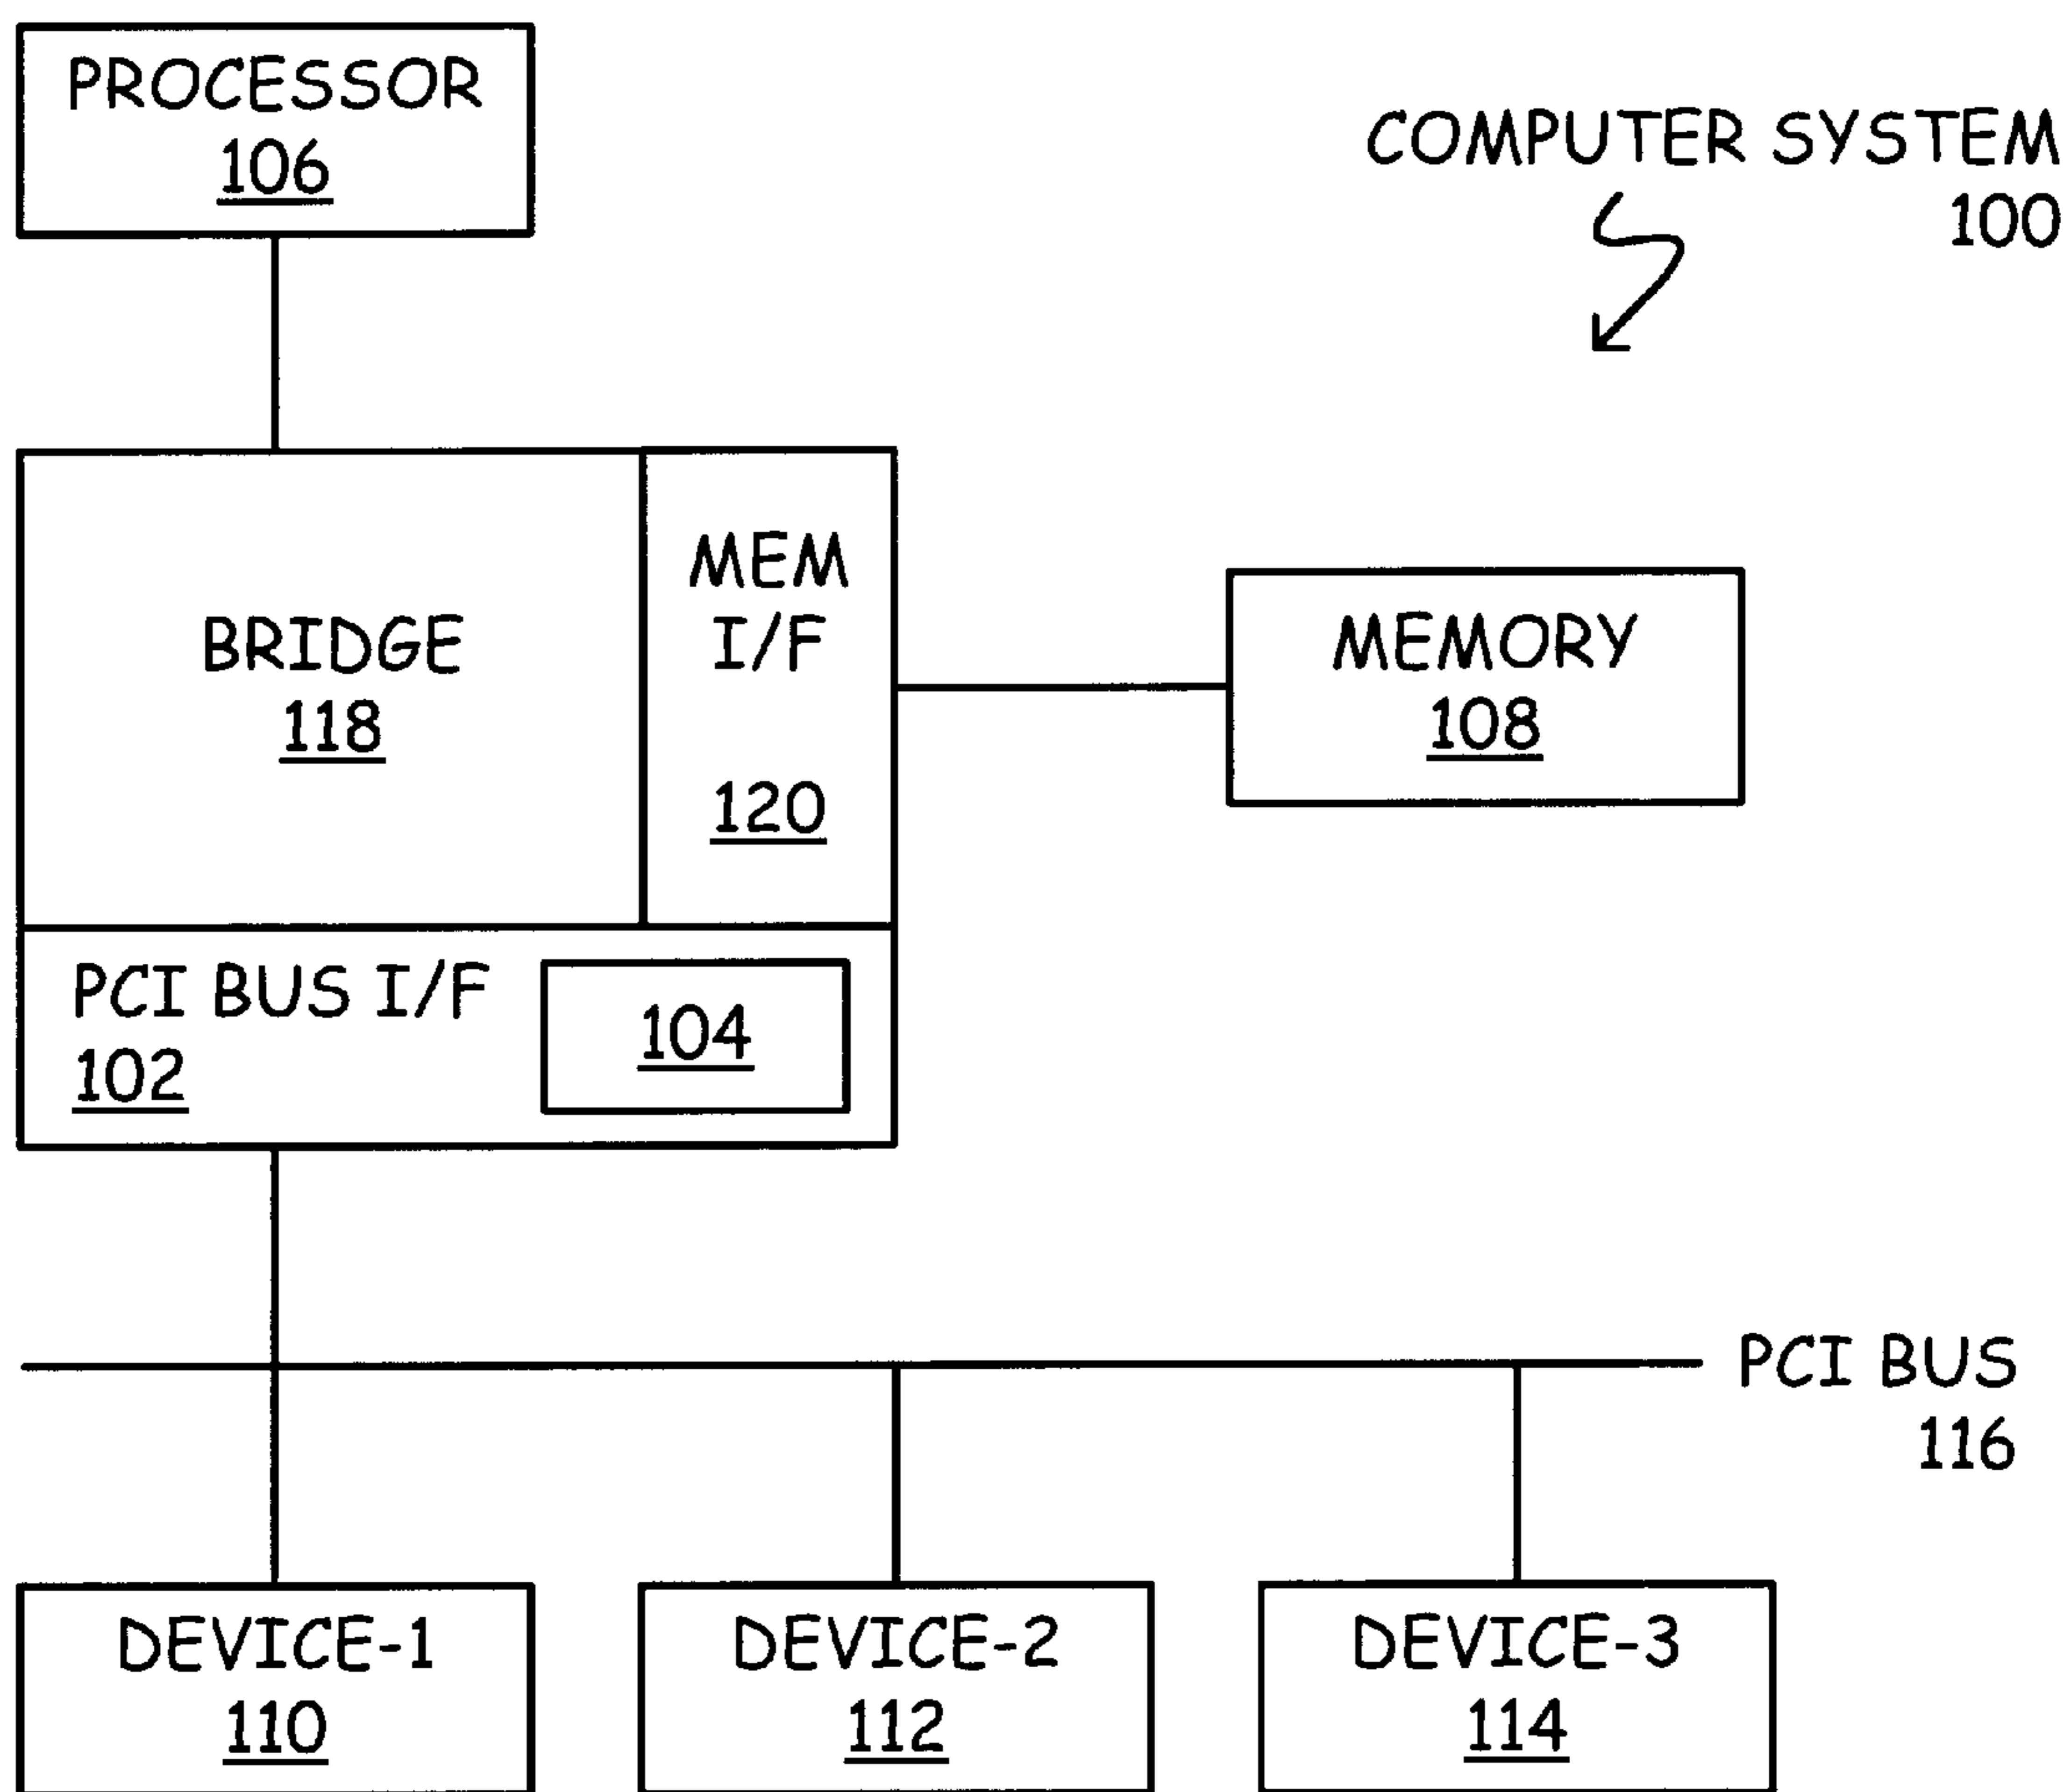 PROCESSOR
106
COMPUTER SYSTEM
100
BRIDGE
118
MEM
I/F
120
MEMORY
108
PCI BUS I/F
102
104
PCI BUS
116
DEVICE-1
110
DEVICE-2
112
DEVICE-3
114